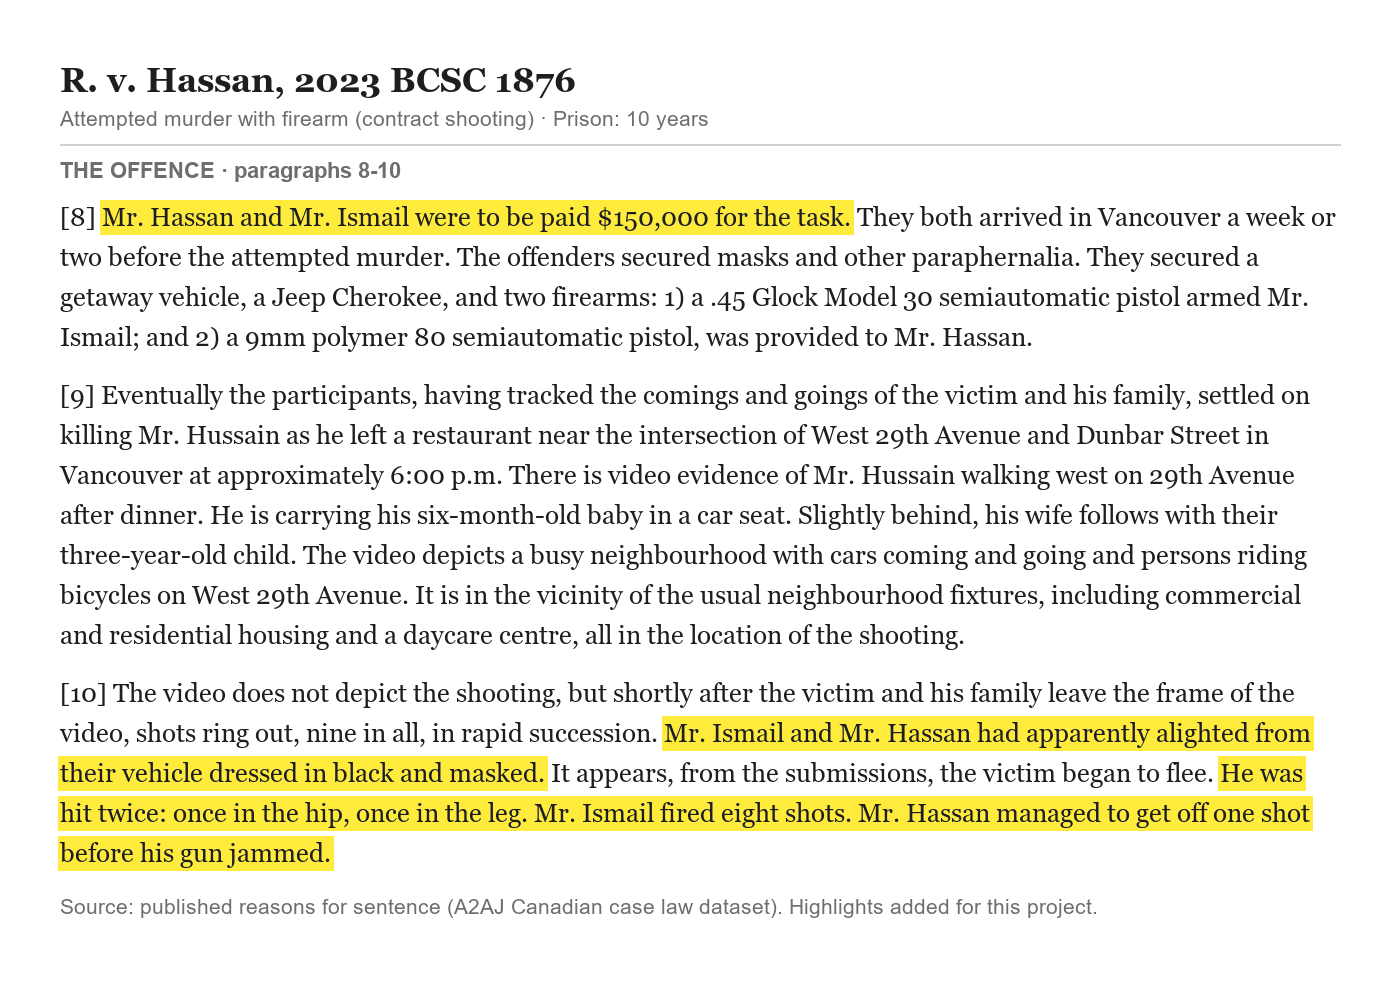 R. v. Hassan, 2023 BCSC 1876
Attempted murder with firearm (contract shooting) · Prison: 10 years
THE OFFENCE · paragraphs 8-10
[8] Mr. Hassan and Mr. Ismail were to be paid $150,000 for the task. They both arrived in Vancouver a week or
two before the attempted murder. The offenders secured masks and other paraphernalia. They secured a
getaway vehicle, a Jeep Cherokee, and two firearms: 1) a .45 Glock Model 30 semiautomatic pistol armed Mr.
Ismail; and 2) a 9mm polymer 80 semiautomatic pistol, was provided to Mr. Hassan.
[9] Eventually the participants, having tracked the comings and goings of the victim and his family, settled on
killing Mr. Hussain as he left a restaurant near the intersection of West 29th Avenue and Dunbar Street in
Vancouver at approximately 6:00 p.m. There is video evidence of Mr. Hussain walking west on 29th Avenue
after dinner. He is carrying his six-month-old baby in a car seat. Slightly behind, his wife follows with their
three-year-old child. The video depicts a busy neighbourhood with cars coming and going and persons riding
bicycles on West 29th Avenue. It is in the vicinity of the usual neighbourhood fixtures, including commercial
and residential housing and a daycare centre, all in the location of the shooting.
[10] The video does not depict the shooting, but shortly after the victim and his family leave the frame of the
video, shots ring out, nine in all, in rapid succession. Mr. Ismail and Mr. Hassan had apparently alighted from
their vehicle dressed in black and masked. It appears, from the submissions, the victim began to flee. He was
hit twice: once in the hip, once in the leg. Mr. Ismail fired eight shots. Mr. Hassan managed to get off one shot
before his gun jammed.
Source: published reasons for sentence (A2AJ Canadian case law dataset). Highlights added for this project.